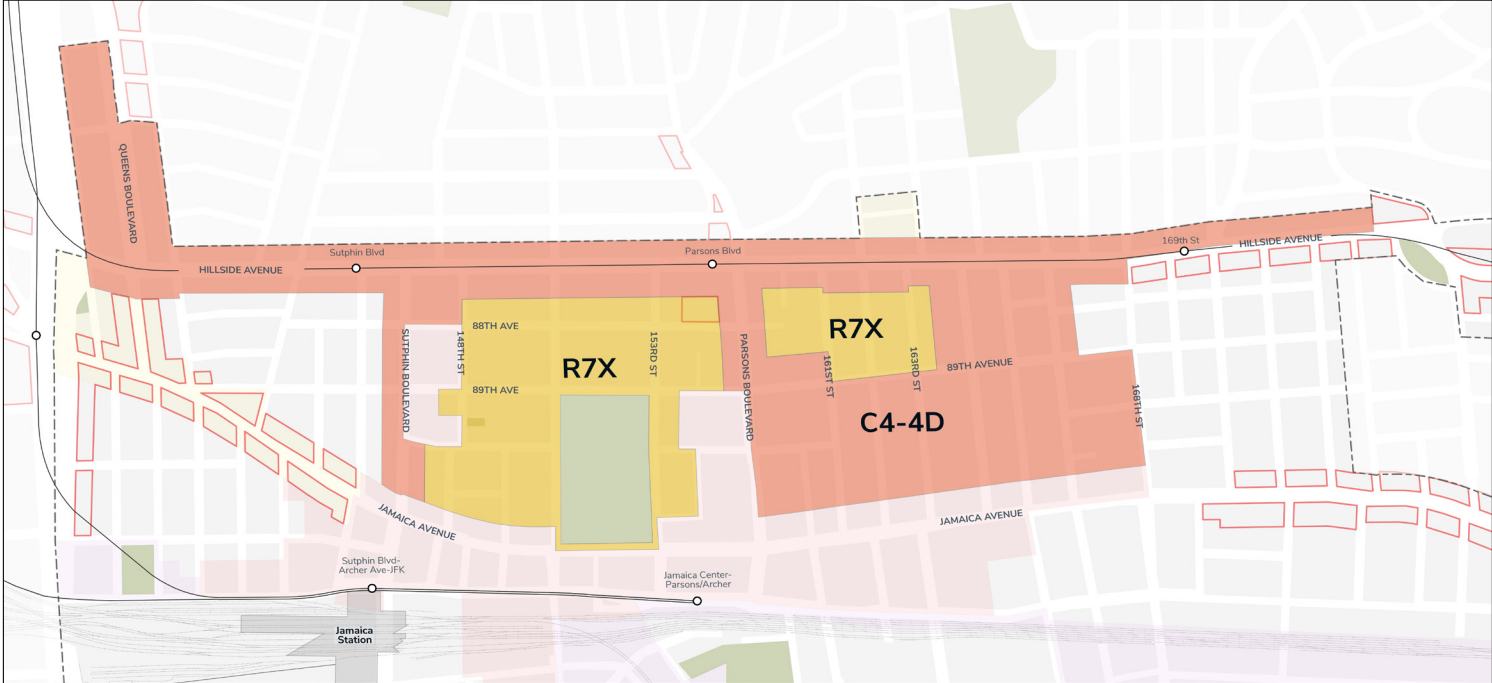 QUEENS BOULEVARD
Sutphin Blvd
Parsons Blvd
169th St
HILLSIDE AVENUE
HILLSIDE AVENUE
88TH AVE
148TH ST
SUTPHIN BOULEVARD
R7X
153RD ST
89TH AVE
PARSONS BOULEVARD
R7X
161ST ST
163RD ST
89TH AVENUE
168TH ST
C4-4D
JAMAICA AVENUE
JAMAICA AVENUE
Sutphin Blvd-
Archer Ave-JFK
Jamaica Center-
Parsons/Archer
Jamaica
Station